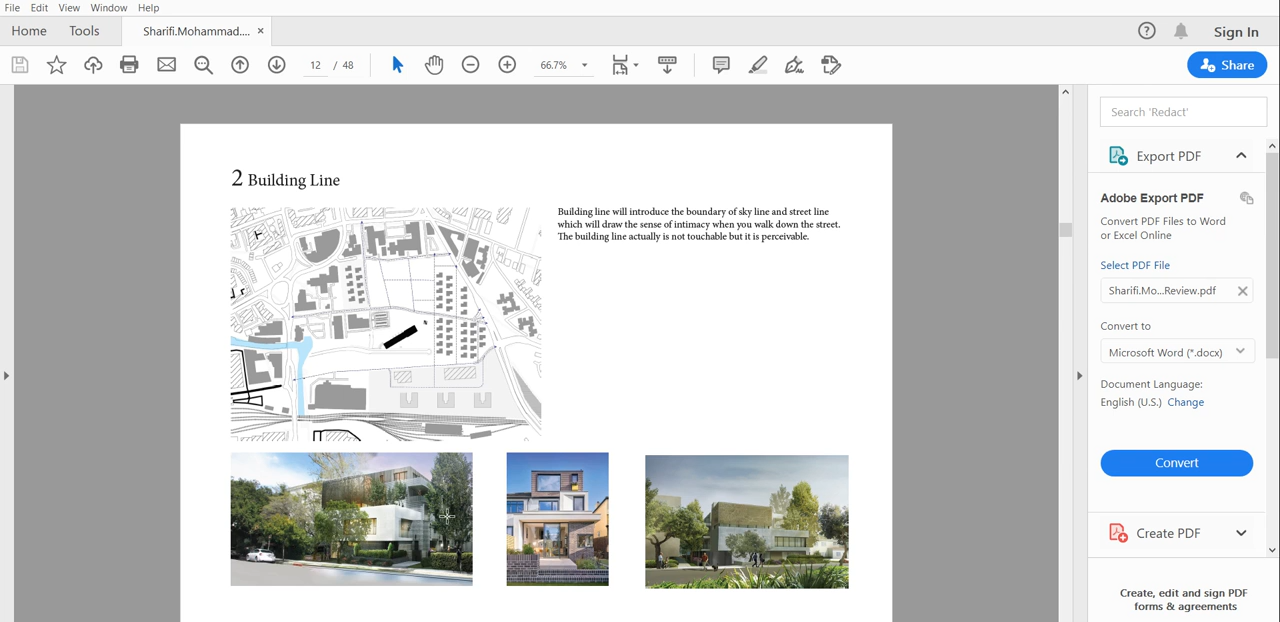 File Edit View Window Help
Home Tools Sharifi.Mohammad.... × Sign In
12 / 48 66.7% Share
Search 'Redact'
Export PDF
Adobe Export PDF
Convert PDF Files to Word
or Excel Online
Select PDF File
Sharifi.Mo...Review.pdf
Convert to
Microsoft Word (*.docx)
Document Language:
English (U.S.) Change
Convert
Create PDF
Create, edit and sign PDF
forms & agreements
2 Building Line
Building line will introduce the boundary of sky line and street line
which will draw the sense of intimacy when you walk down the street.
The building line actually is not touchable but it is perceivable.